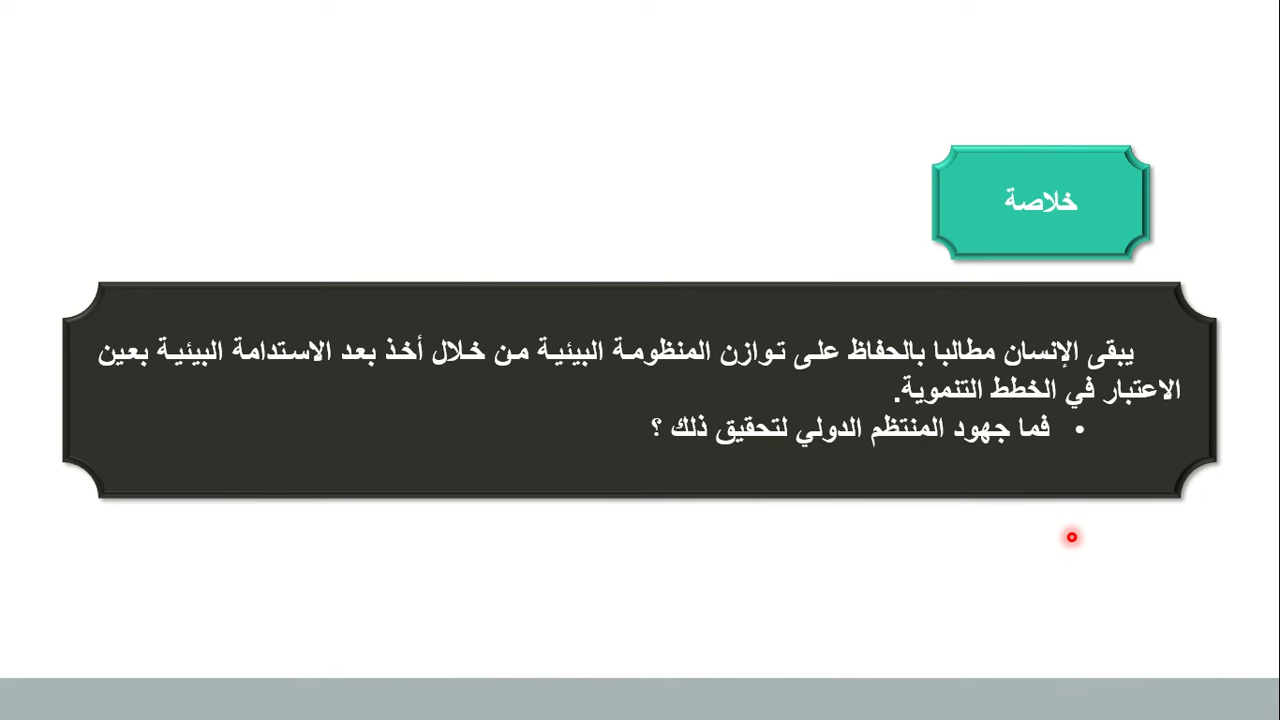 خلاصة
يبقى الإنسان مطالبا بالحفاظ على توازن المنظومة البيئية من خلال أخذ بعد الاستدامة البيئية بعين
الاعتبار في الخطط التنموية.
• فما جهود المنتظم الدولي لتحقيق ذلك ؟